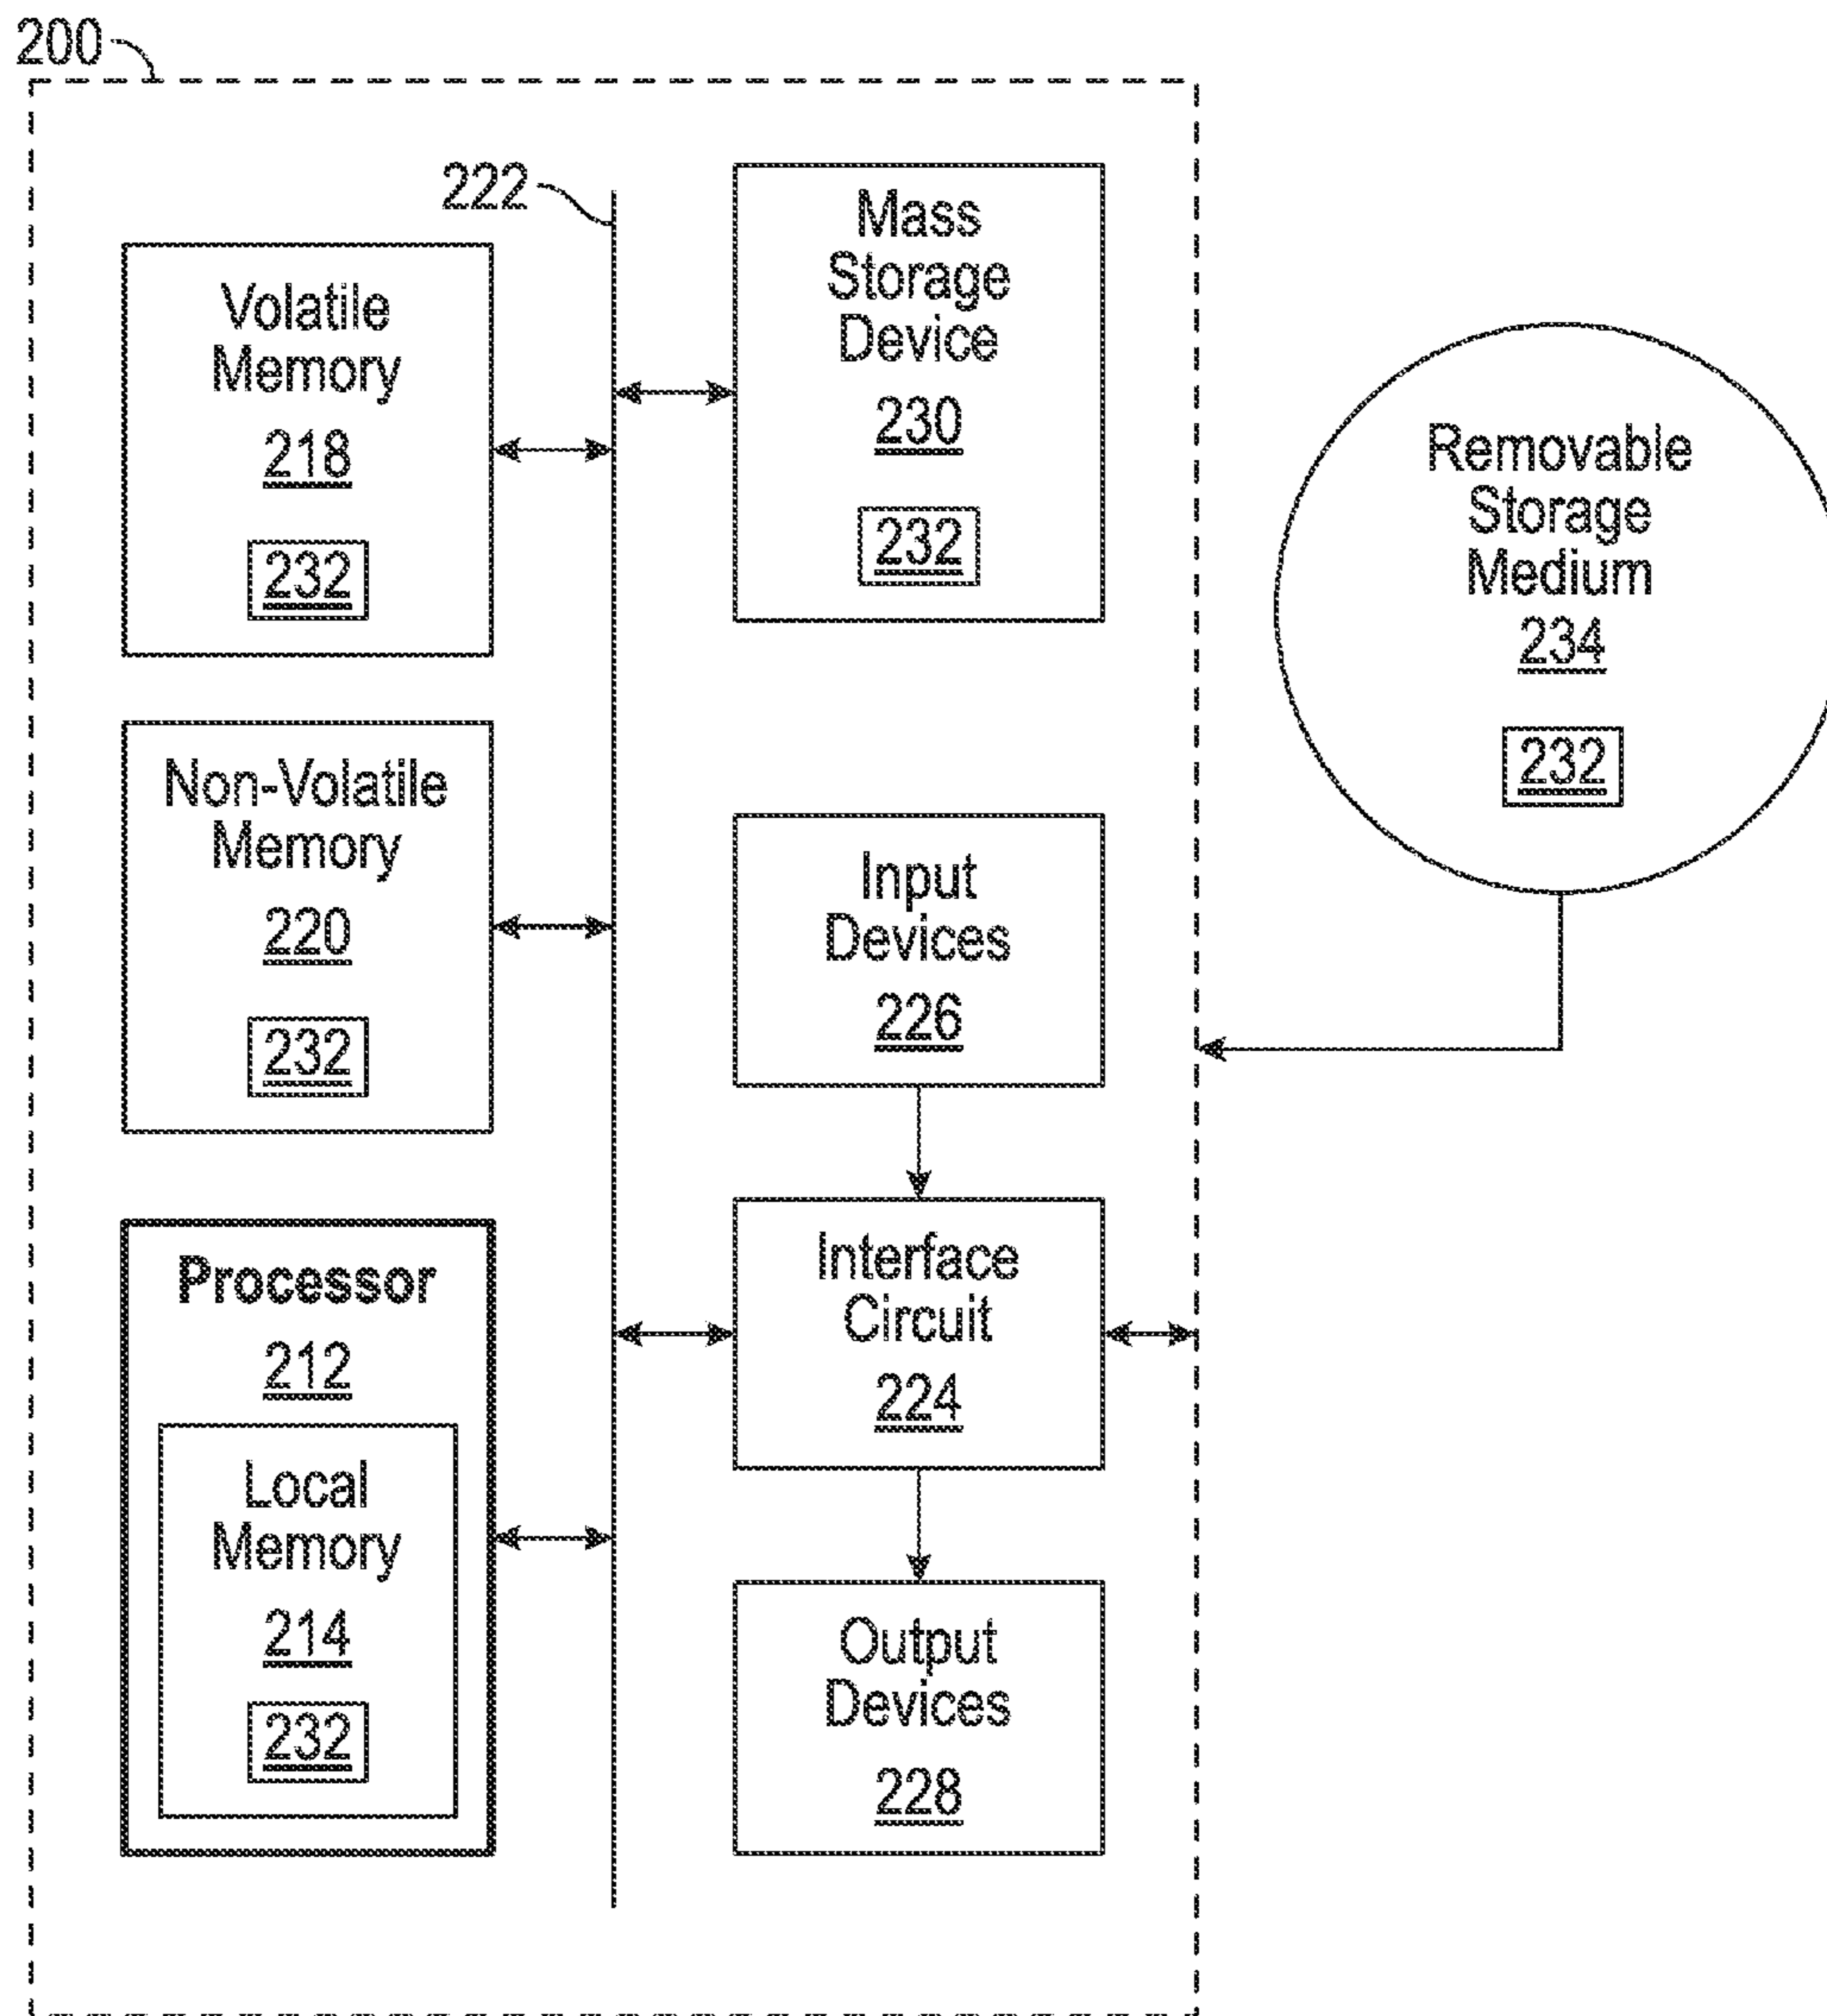 200
222
Volatile
Memory
218
232
Non-Volatile
Memory
220
232
Processor
212
Local
Memory
214
232
Mass
Storage
Device
230
232
Input
Devices
226
Interface
Circuit
224
Output
Devices
228
Removable
Storage
Medium
234
232